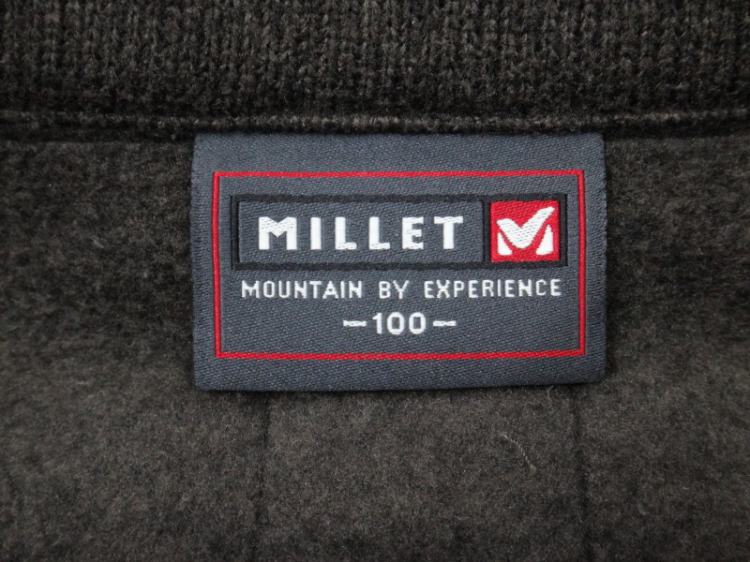 MILLET
MOUNTAIN BY EXPERIENCE
-100-